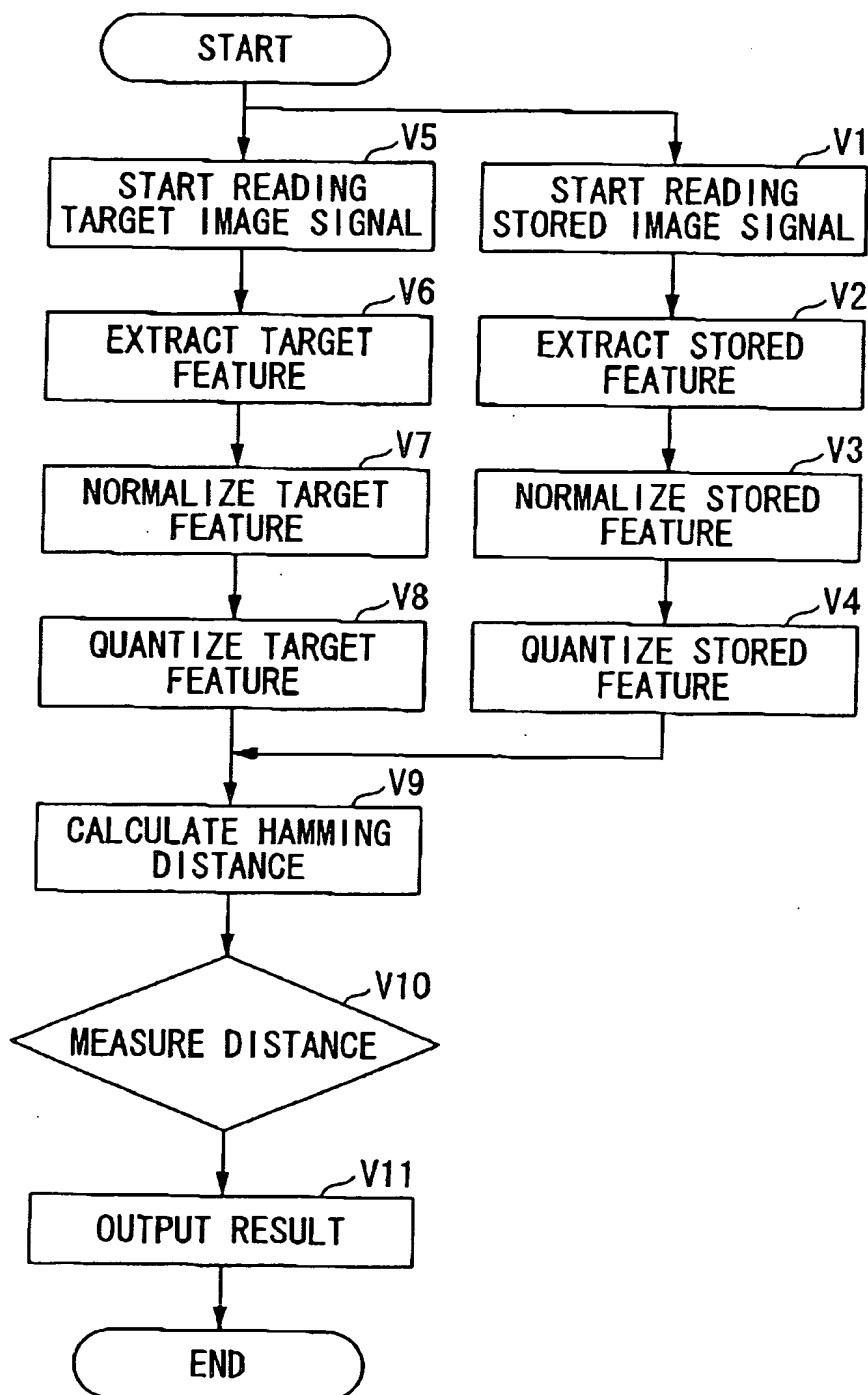 START
V5
START READING
TARGET IMAGE SIGNAL
V1
START READING
STORED IMAGE SIGNAL
V6
EXTRACT TARGET
FEATURE
V2
EXTRACT STORED
FEATURE
V7
NORMALIZE TARGET
FEATURE
V3
NORMALIZE STORED
FEATURE
V8
QUANTIZE TARGET
FEATURE
V4
QUANTIZE STORED
FEATURE
V9
CALCULATE HAMMING
DISTANCE
V10
MEASURE DISTANCE
V11
OUTPUT RESULT
END